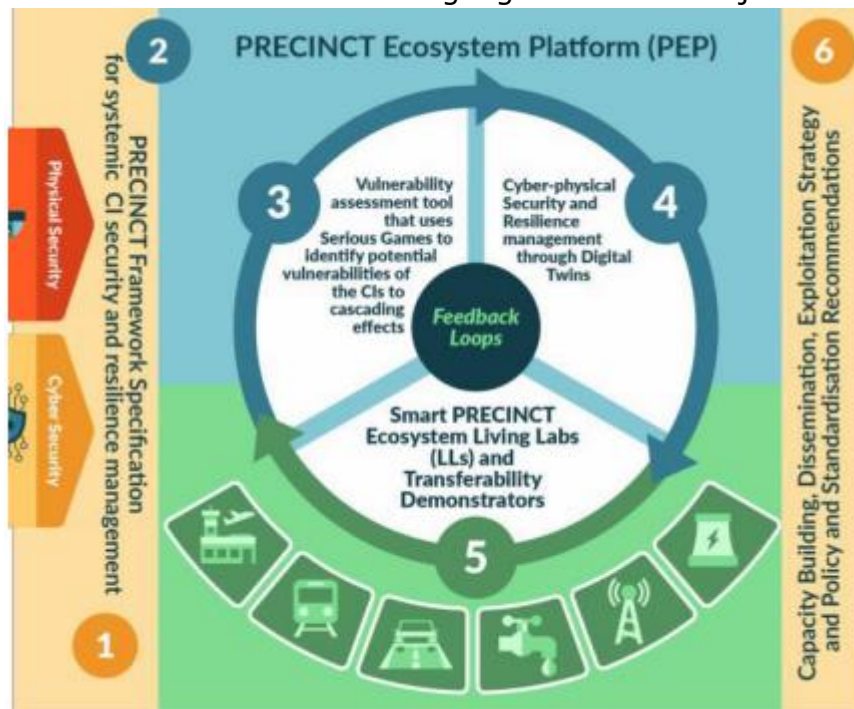 2
PRECINCT Ecosystem Platform (PEP)
6
PRECINCT Framework Specification
for systemic CI security and resilience management
Physical Security
Cyber Security
1
3
Vulnerability
assessment tool
that uses
Serious Games to
identify potential
vulnerabilities of
the CIs to
cascading
effects
4
Cyber-physical
Security and
Resilience
management
through Digital
Twins
Feedback
Loops
Smart PRECINCT
Ecosystem Living Labs
(LLs) and
Transferability
Demonstrators
5
Capacity Building, Dissemination, Exploitation Strategy
and Policy and Standardisation Recommendations